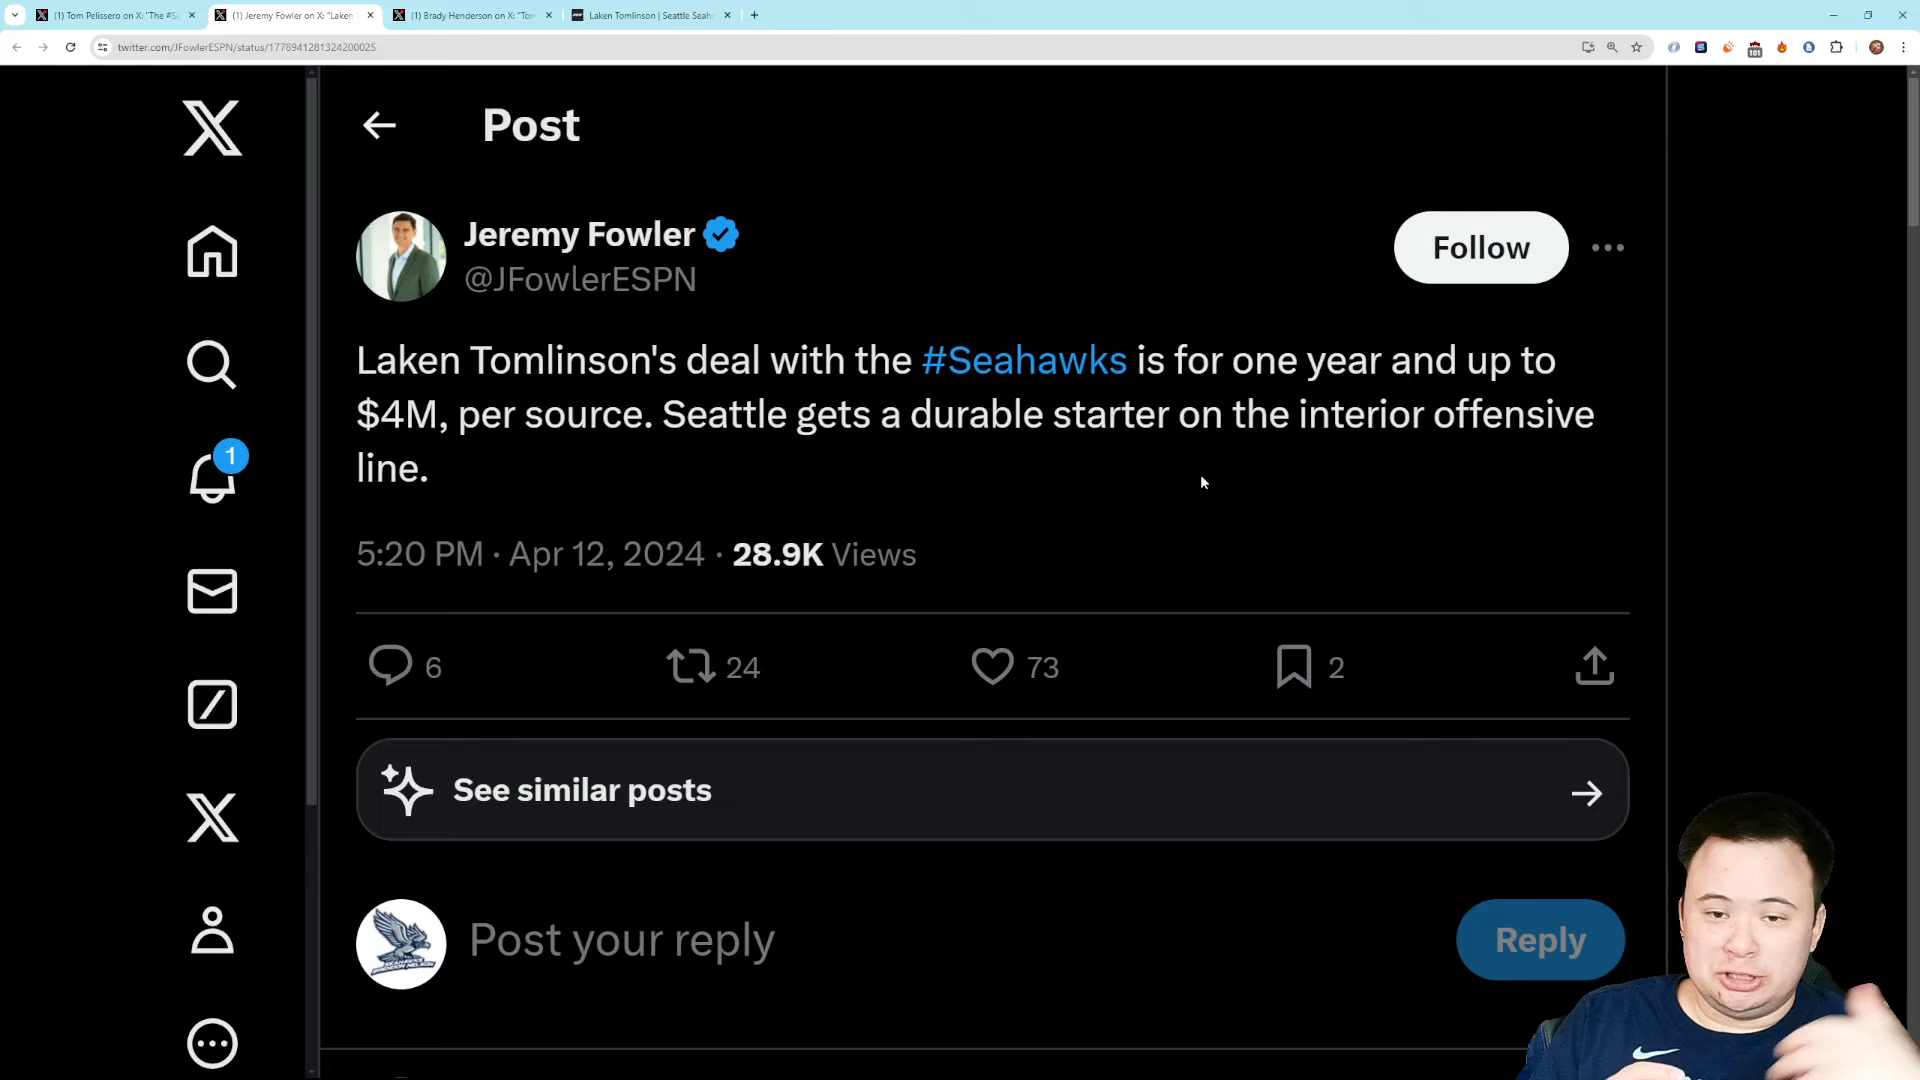 (1) Tom Pelissero on X: "The #S
(1) Jeremy Fowler on X: "Laken
(1) Brady Henderson on X: "Tom
Laken Tomlinson | Seattle Seah
twitter.com/JFowlerESPN/status/1778941281324200025
101
Post
Jeremy Fowler
@JFowlerESPN
Follow
Laken Tomlinson's deal with the #Seahawks is for one year and up to
$4M, per source. Seattle gets a durable starter on the interior offensive
line.
5:20 PM · Apr 12, 2024 · 28.9K Views
1
6 24 73 2
See similar posts
Post your reply
Reply